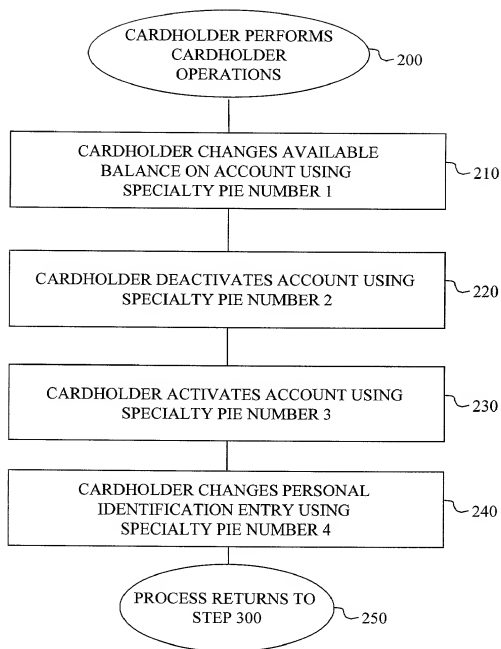 CARDHOLDER PERFORMS
CARDHOLDER
OPERATIONS
200
CARDHOLDER CHANGES AVAILABLE
BALANCE ON ACCOUNT USING
SPECIALTY PIE NUMBER 1
210
CARDHOLDER DEACTIVATES ACCOUNT USING
SPECIALTY PIE NUMBER 2
220
CARDHOLDER ACTIVATES ACCOUNT USING
SPECIALTY PIE NUMBER 3
230
CARDHOLDER CHANGES PERSONAL
IDENTIFICATION ENTRY USING
SPECIALTY PIE NUMBER 4
240
PROCESS RETURNS TO
STEP 300
250